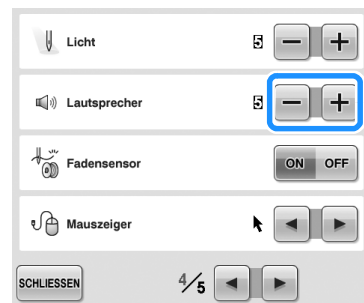 Licht 5 − +
Lautsprecher 5 − +
Fadensensor ON OFF
Mauszeiger
SCHLIESSEN 4/5